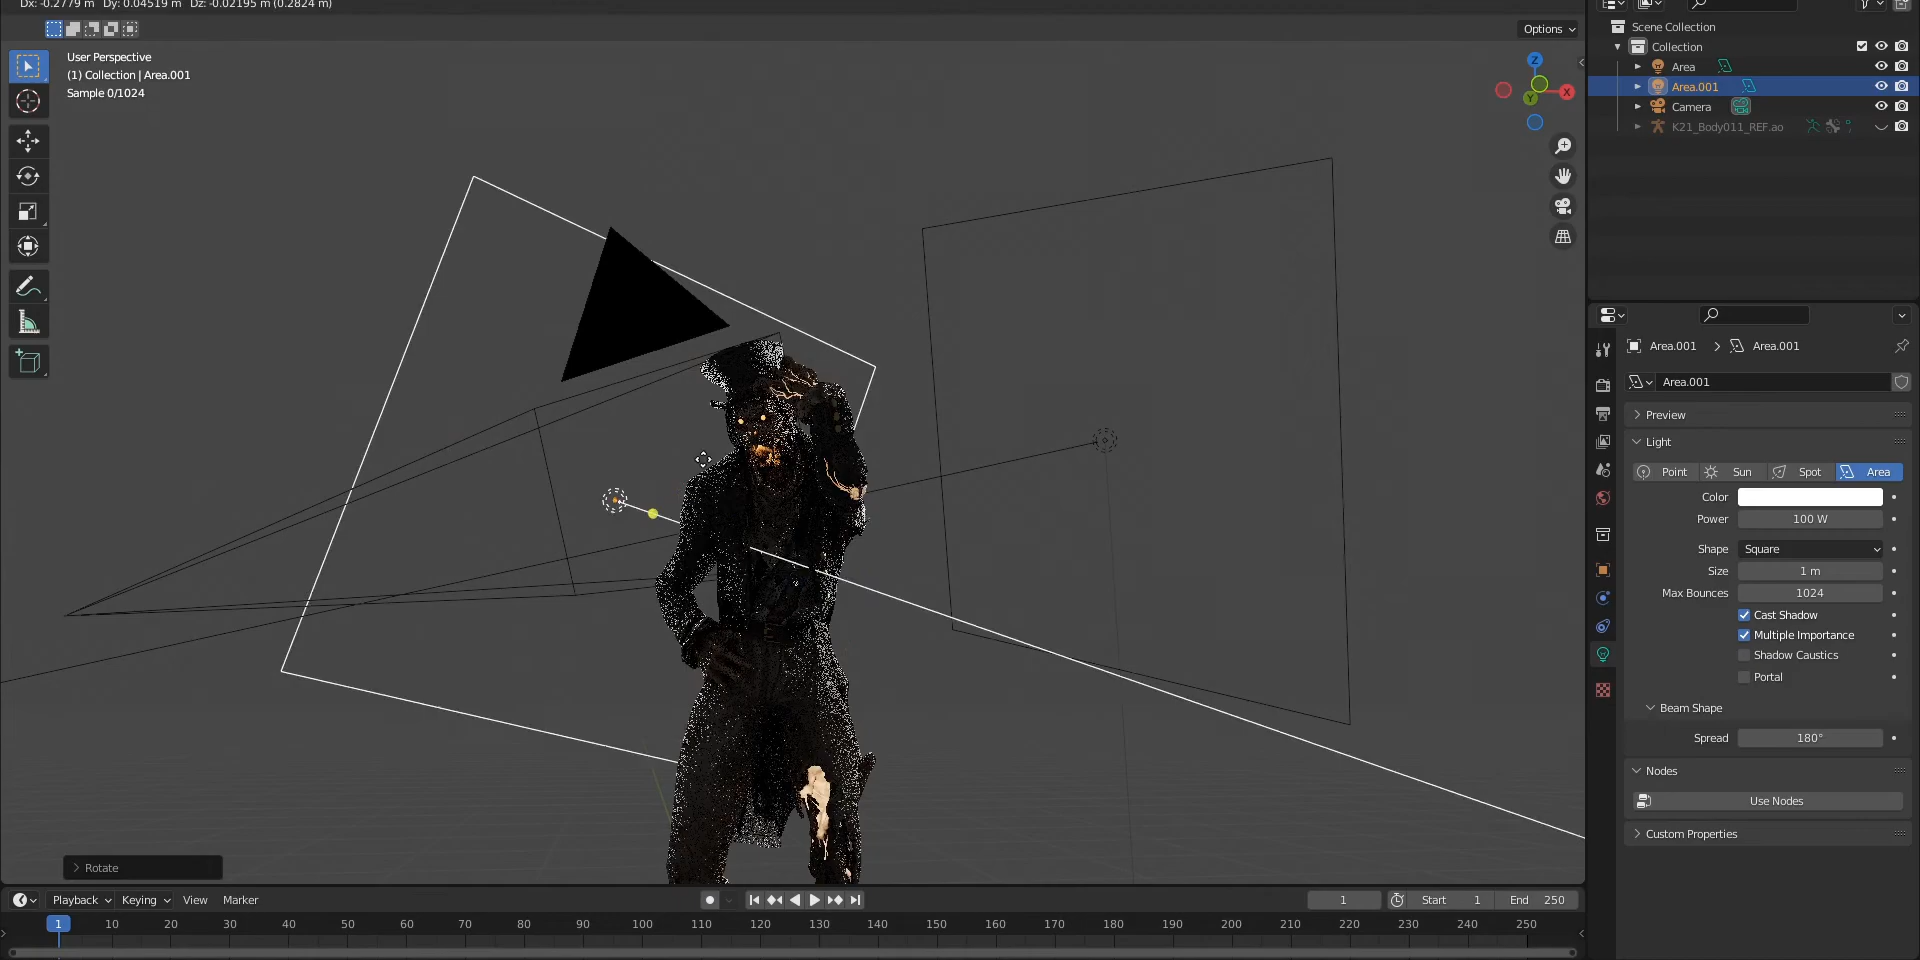 Dx: -0.2779 m   Dy: 0.04519 m   Dz: -0.02195 m (0.2824 m)
Options
User Perspective
(1) Collection | Area.001
Sample 0/1024
Z
X
Y
Rotate
Scene Collection
Collection
Area
Area.001
Camera
K21_Body011_REF.ao
Area.001 > Area.001
Area.001
Preview
Light
Point Sun Spot Area
Color
Power 100 W
Shape Square
Size 1 m
Max Bounces 1024
Cast Shadow
Multiple Importance
Shadow Caustics
Portal
Beam Shape
Spread 180°
Nodes
Use Nodes
Custom Properties
Playback Keying View Marker 1 Start 1 End 250
1 10 20 30 40 50 60 70 80 90 100 110 120 130 140 150 160 170 180 190 200 210 220 230 240 250